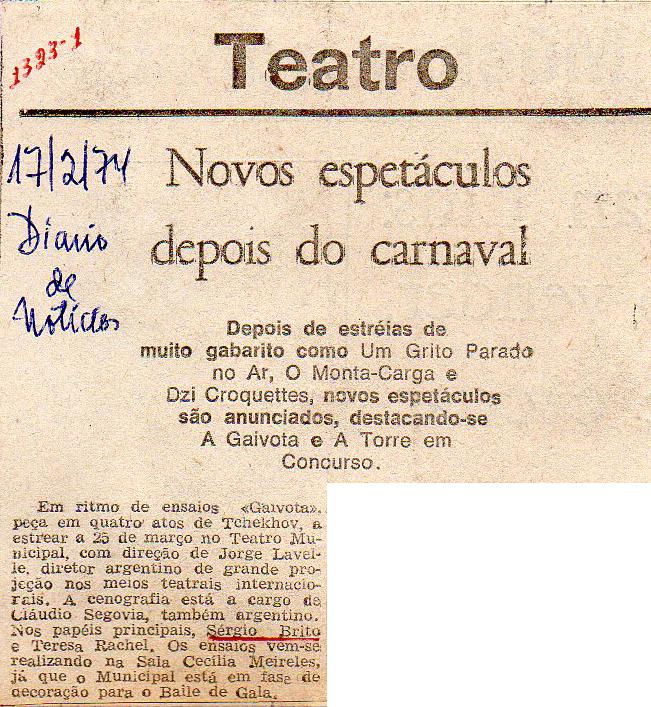 1323-1
Teatro
17/2/74
Diario
de
Notícias
Novos espetáculos
depois do carnaval
Depois de estréias de
muito gabarito como Um Grito Parado
no Ar, O Monta-Carga e
Dzi Croquettes, novos espetáculos
são anunciados, destacando-se
A Gaivota e A Torre em
Concurso.
Em ritmo de ensaios «Gaivota»,
peça em quatro atos de Tchekhov, a
estrear a 25 de março no Teatro Mu-
nicipal, com direção de Jorge Lavel-
le, diretor argentino de grande pro-
jeção nos meios teatrais internacio-
rais. A cenografia está a cargo de
Cláudio Segovia, também argentino.
Nos papéis principais, Sérgio Brito
e Teresa Rachel. Os ensaios vem-se
realizando na Sala Cecília Meireles,
já que o Municipal está em fase de
decoração para o Baile de Gala.